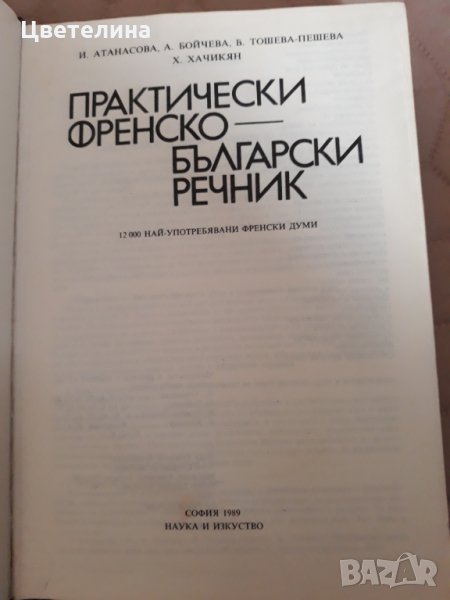 Цветелина
И. АТАНАСОВА, А. БОЙЧЕВА, Б. ТОШЕВА-ПЕШЕВА
Х. ХАЧИКЯН
ПРАКТИЧЕСКИ
ФРЕНСКО—
БЪЛГАРСКИ
РЕЧНИК
12 000 НАЙ-УПОТРЕБЯВАНИ ФРЕНСКИ ДУМИ
СОФИЯ 1989
НАУКА И ИЗКУСТВО
BAZAR